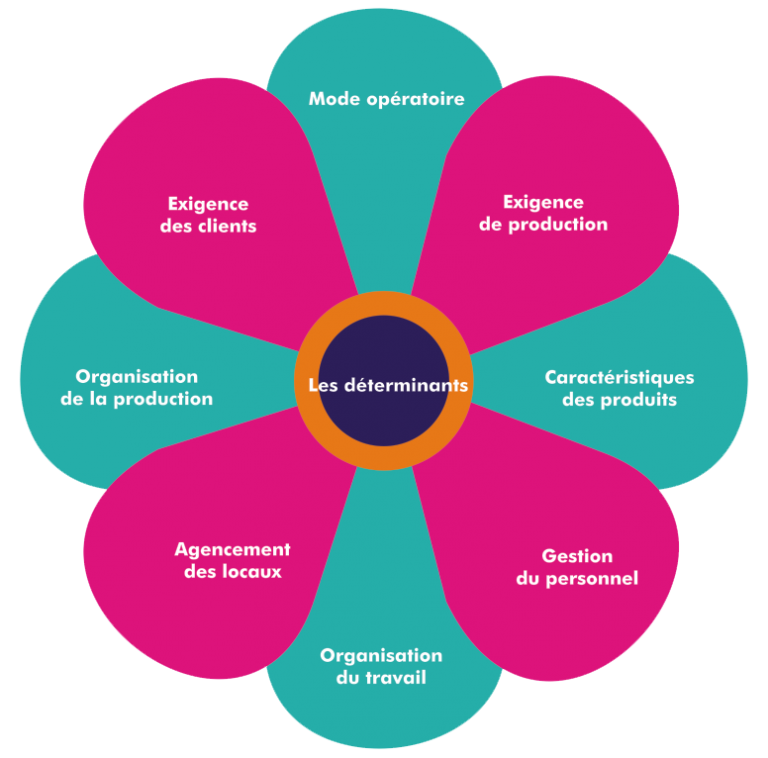 Mode opératoire
Exigence
des clients
Exigence
de production
Organisation
de la production
Les déterminants
Caractéristiques
des produits
Agencement
des locaux
Gestion
du personnel
Organisation
du travail